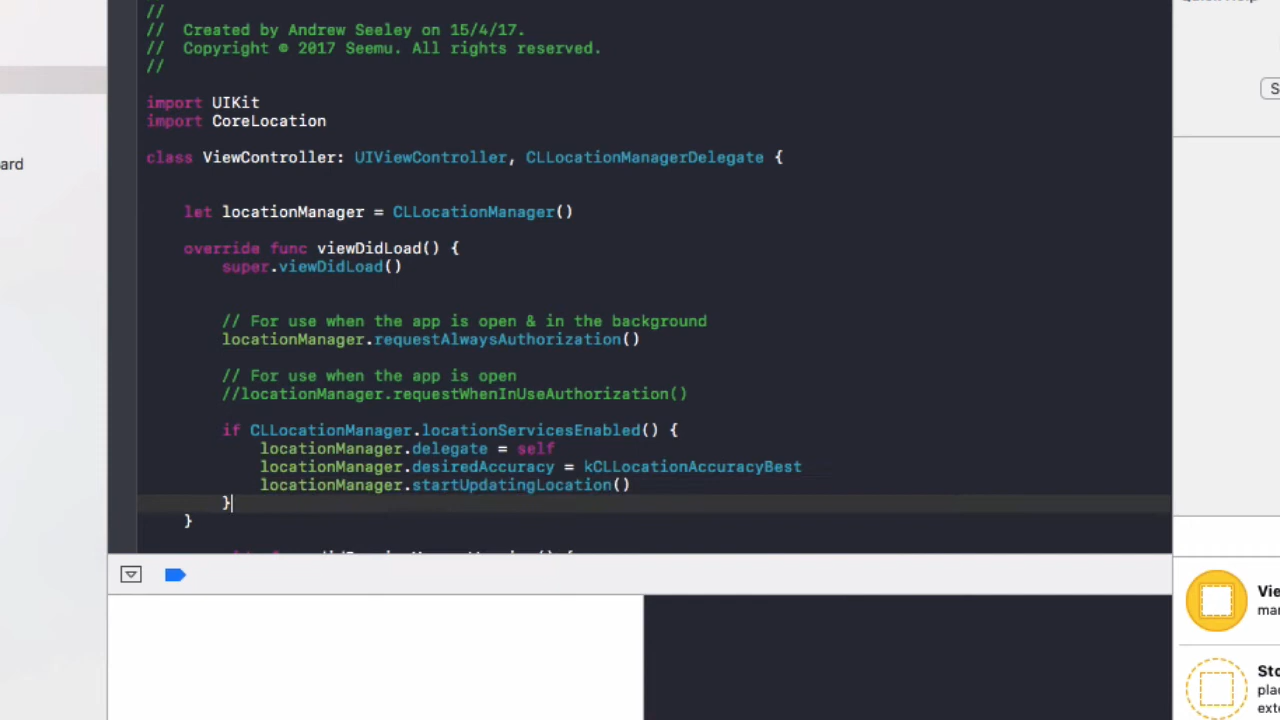 //
//  Created by Andrew Seeley on 15/4/17.
//  Copyright © 2017 Seemu. All rights reserved.
//
import UIKit
import CoreLocation
class ViewController: UIViewController, CLLocationManagerDelegate {
let locationManager = CLLocationManager()
override func viewDidLoad() {
super.viewDidLoad()
// For use when the app is open & in the background
locationManager.requestAlwaysAuthorization()
// For use when the app is open
//locationManager.requestWhenInUseAuthorization()
if CLLocationManager.locationServicesEnabled() {
locationManager.delegate = self
locationManager.desiredAccuracy = kCLLocationAccuracyBest
locationManager.startUpdatingLocation()
}
}
ard
S
Vie
mar
Sto
plac
exte